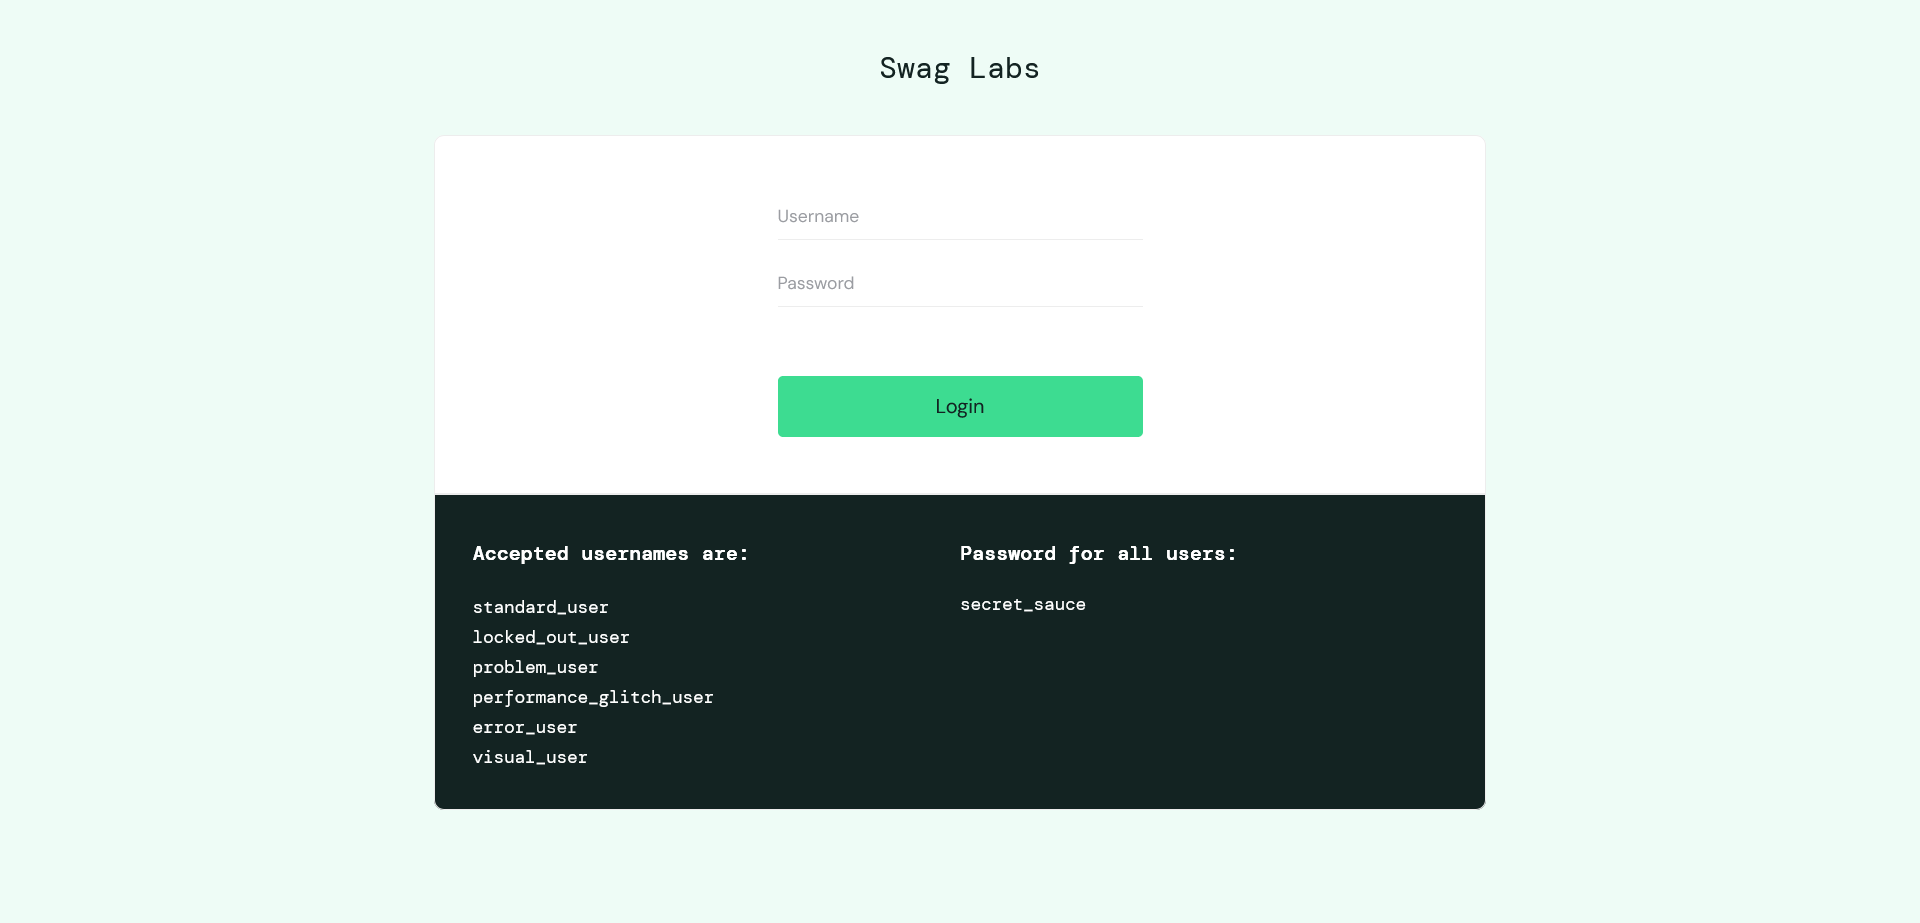 Swag Labs
Username
Password
Login
Accepted usernames are:
standard_user
locked_out_user
problem_user
performance_glitch_user
error_user
visual_user
Password for all users:
secret_sauce